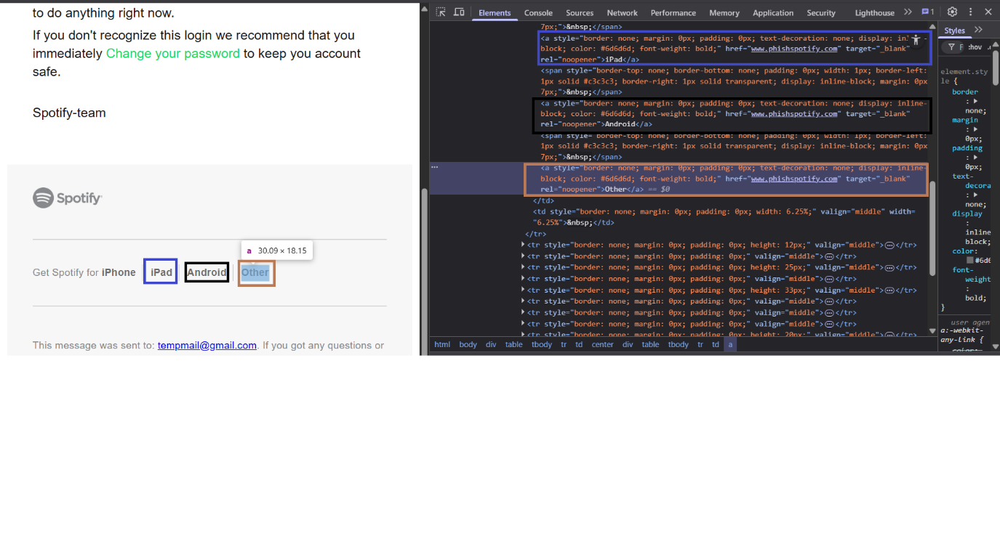 to do anything right now.
If you don't recognize this login we recommend that you
immediately Change your password to keep you account
safe.
Spotify-team
Spotify
a 30.09 × 18.15
Get Spotify for iPhone iPad Android Other
This message was sent to: tempmail@gmail.com. If you got any questions or
Elements Console Sources Network Performance Memory Application Security Lighthouse 1
7px;">&nbsp;</span>
<a style="border: none; margin: 0px; padding: 0px; text-decoration: none; display: in
block; color: #6d6d6d; font-weight: bold;" href="www.phishspotify.com" target="_blank"
rel="noopener">iPad</a>
<span style="border-top: none; border-bottom: none; padding: 0px; width: 1px; border-left:
1px solid #c3c3c3; border-right: 1px solid transparent; display: inline-block; margin: 0px
7px;">&nbsp;</span>
<a style="border: none; margin: 0px; padding: 0px; text-decoration: none; display: inline-
block; color: #6d6d6d; font-weight: bold;" href="www.phishspotify.com" target="_blank"
rel="noopener">Android</a>
<span style="border-top: none; border-bottom: none; padding: 0px; width: 1px; border-left:
1px solid #c3c3c3; border-right: 1px solid transparent; display: inline-block; margin: 0px
7px;">&nbsp;</span>
<a style="border: none; margin: 0px; padding: 0px; text-decoration: none; display: inline-
block; color: #6d6d6d; font-weight: bold;" href="www.phishspotify.com" target="_blank"
rel="noopener">Other</a> == $0
</td>
<td style="border: none; margin: 0px; padding: 0px; width: 6.25%;" valign="middle" width=
"6.25%">&nbsp;</td>
</tr>
<tr style="border: none; margin: 0px; padding: 0px; height: 12px;" valign="middle">…</tr>
<tr style="border: none; margin: 0px; padding: 0px;" valign="middle">…</tr>
<tr style="border: none; margin: 0px; padding: 0px; height: 25px;" valign="middle">…</tr>
<tr style="border: none; margin: 0px; padding: 0px;" valign="middle">…</tr>
<tr style="border: none; margin: 0px; padding: 0px; height: 33px;" valign="middle">…</tr>
<tr style="border: none; margin: 0px; padding: 0px;" valign="middle">…</tr>
<tr style="border: none; margin: 0px; padding: 0px;" valign="middle">…</tr>
<tr style="border: none; margin: 0px; padding: 0px;" valign="middle">…</tr>
<tr style="border: none; margin: 0px; padding: 0px; height: 20px;" valign="middle">…</tr>
html body div table tbody tr td center div table tbody tr td a
Styles
F :hov .
element.sty
le {
border
:
none;
margin
:
0px;
padding
:
0px;
text-
decora
:
none;
display
:
inline
block;
color:
#6d6
font-
weight
:
bold;
}
user agen
a:-webkit-
any-link {